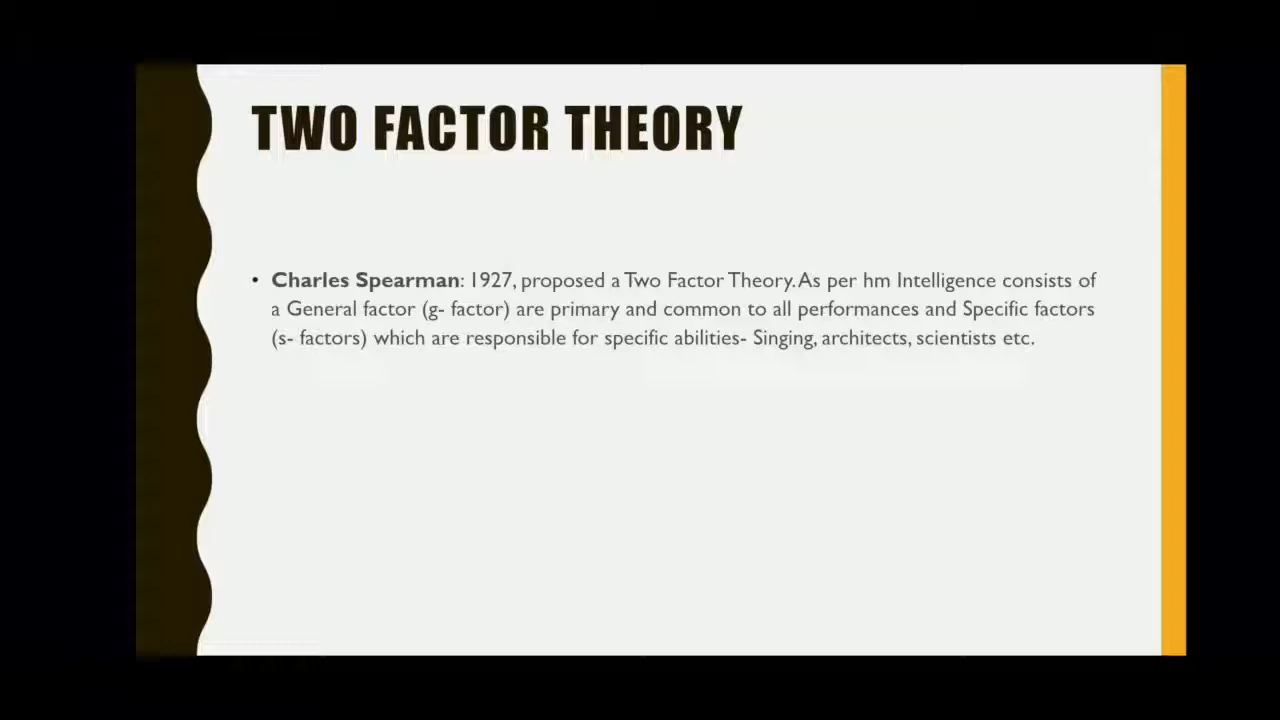 TWO FACTOR THEORY
• Charles Spearman: 1927, proposed a Two Factor Theory. As per hm Intelligence consists of
a General factor (g- factor) are primary and common to all performances and Specific factors
(s- factors) which are responsible for specific abilities- Singing, architects, scientists etc.